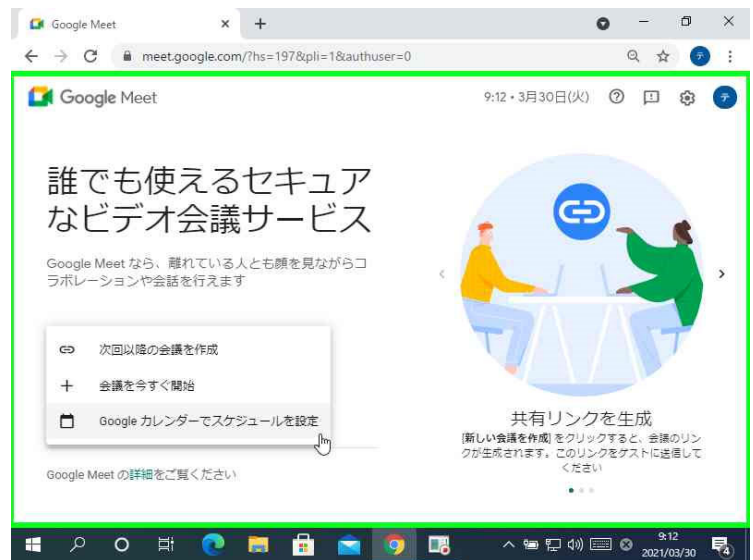 Google Meet
meet.google.com/?hs=197&pli=1&authuser=0
テ
Google Meet
9:12・3月30日(火)
テ
誰でも使えるセキュア
なビデオ会議サービス
Google Meet なら、離れている人とも顔を見ながらコ
ラボレーションや会話を行えます
次回以降の会議を作成
会議を今すぐ開始
Google カレンダーでスケジュールを設定
Google Meet の詳細をご覧ください
共有リンクを生成
[新しい会議を作成] をクリックすると、会議のリン
クが生成されます。このリンクをゲストに送信して
ください
9:12
2021/03/30
4